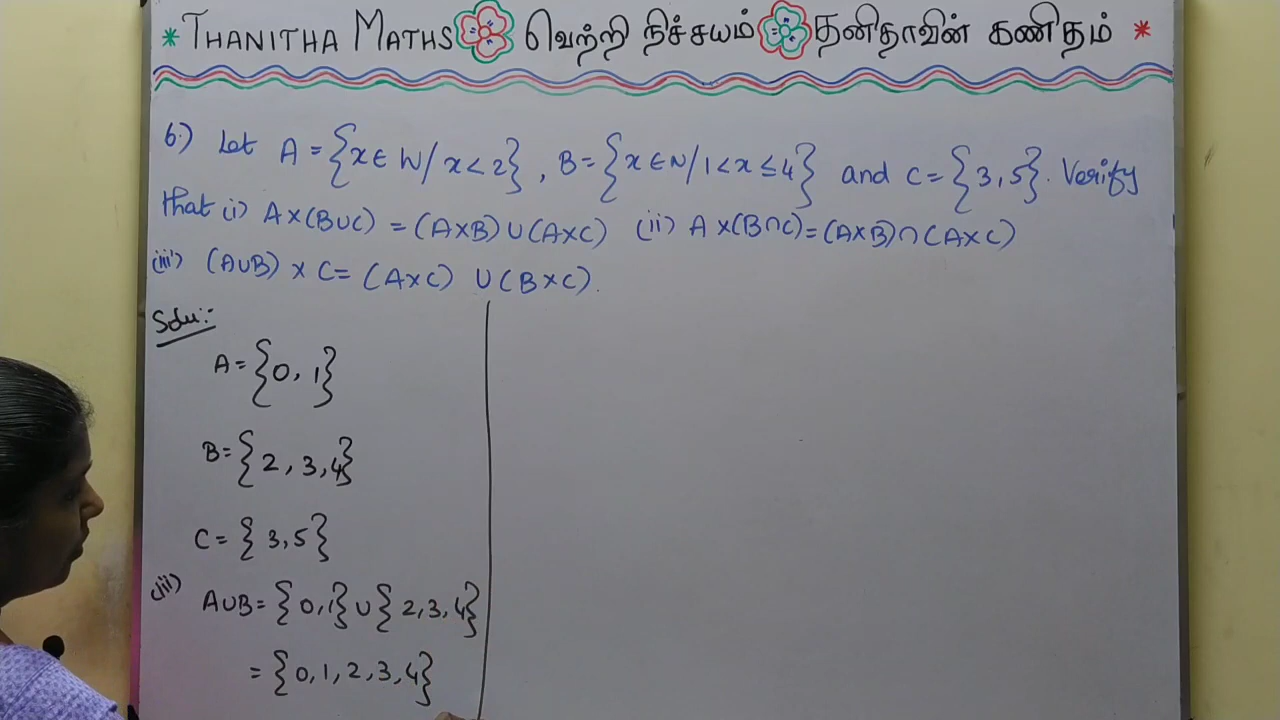 * THANITHA MATHS வெற்றி நிச்சயம் தனிதாவின் கணிதம் *
6.) Let A = {x ∈ W / x < 2}, B = {x ∈ N / 1 < x ≤ 4} and C = {3, 5}. Verify
that (i) A × (B ∪ C) = (A × B) ∪ (A × C) (ii) A × (B ∩ C) = (A × B) ∩ (A × C)
(iii) (A ∪ B) × C = (A × C) ∪ (B × C).
Solu:-
A = {0, 1}
B = {2, 3, 4}
C = {3, 5}
(iii) A ∪ B = {0, 1} ∪ {2, 3, 4}
= {0, 1, 2, 3, 4}